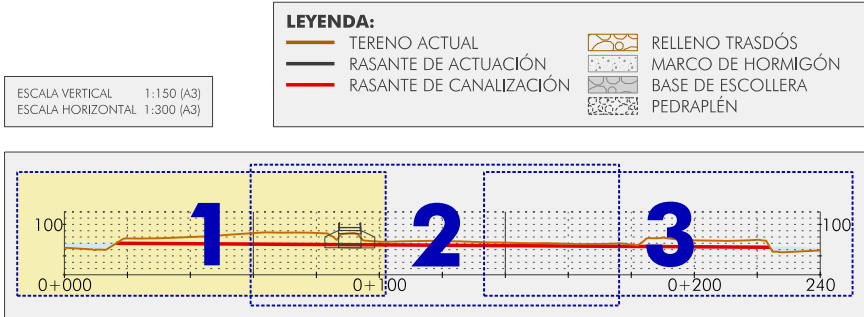 LEYENDA:
TERENO ACTUAL
RASANTE DE ACTUACIÓN
RASANTE DE CANALIZACIÓN
RELLENO TRASDÓS
MARCO DE HORMIGÓN
BASE DE ESCOLLERA
PEDRAPLÉN
ESCALA VERTICAL 1:150 (A3)
ESCALA HORIZONTAL 1:300 (A3)
100 1 2 3 100
0+000 0+100 0+200 240